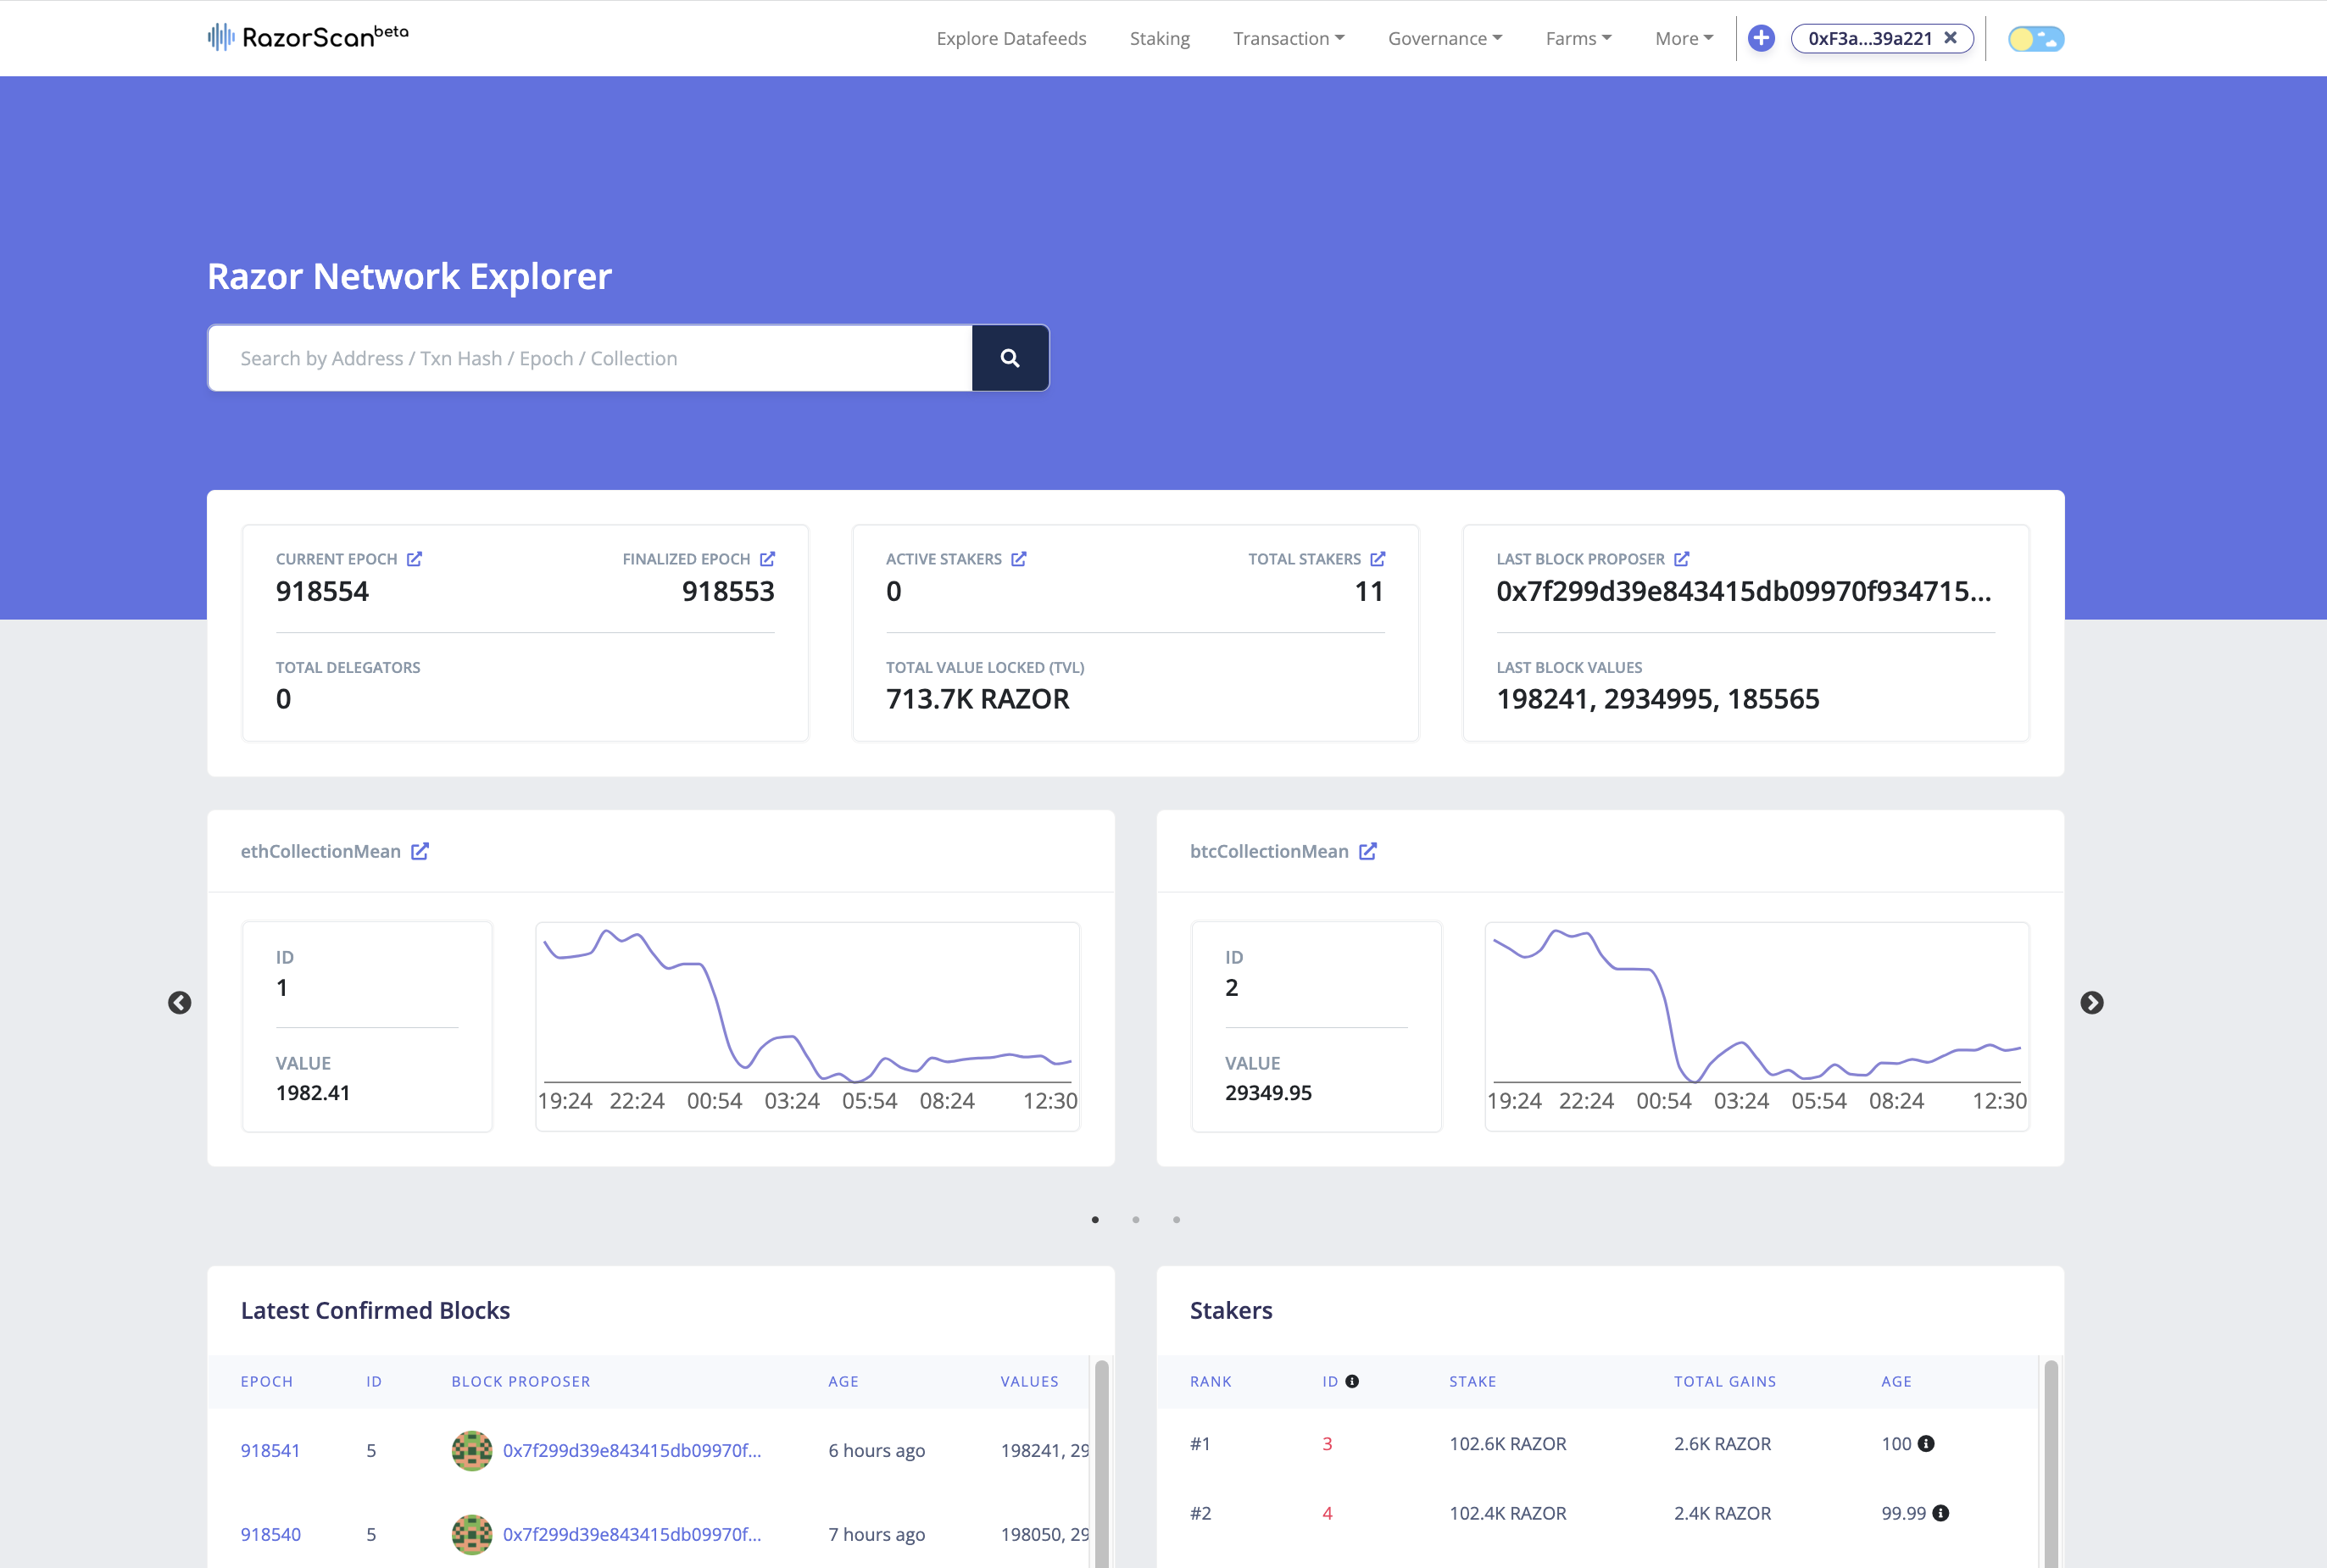 RazorScan beta
Explore Datafeeds Staking Transaction Governance Farms More 0xF3a...39a221
Razor Network Explorer
Search by Address / Txn Hash / Epoch / Collection
CURRENT EPOCH FINALIZED EPOCH
918554 918553
TOTAL DELEGATORS
0
ACTIVE STAKERS TOTAL STAKERS
0 11
TOTAL VALUE LOCKED (TVL)
713.7K RAZOR
LAST BLOCK PROPOSER
0x7f299d39e843415db09970f934715...
LAST BLOCK VALUES
198241, 2934995, 185565
ethCollectionMean
ID
1
VALUE
1982.41
19:24 22:24 00:54 03:24 05:54 08:24 12:30
btcCollectionMean
ID
2
VALUE
29349.95
19:24 22:24 00:54 03:24 05:54 08:24 12:30
Latest Confirmed Blocks
EPOCH ID BLOCK PROPOSER AGE VALUES
918541 5 0x7f299d39e843415db09970f... 6 hours ago 198241, 29
918540 5 0x7f299d39e843415db09970f... 7 hours ago 198050, 29
Stakers
RANK ID STAKE TOTAL GAINS AGE
#1 3 102.6K RAZOR 2.6K RAZOR 100
#2 4 102.4K RAZOR 2.4K RAZOR 99.99